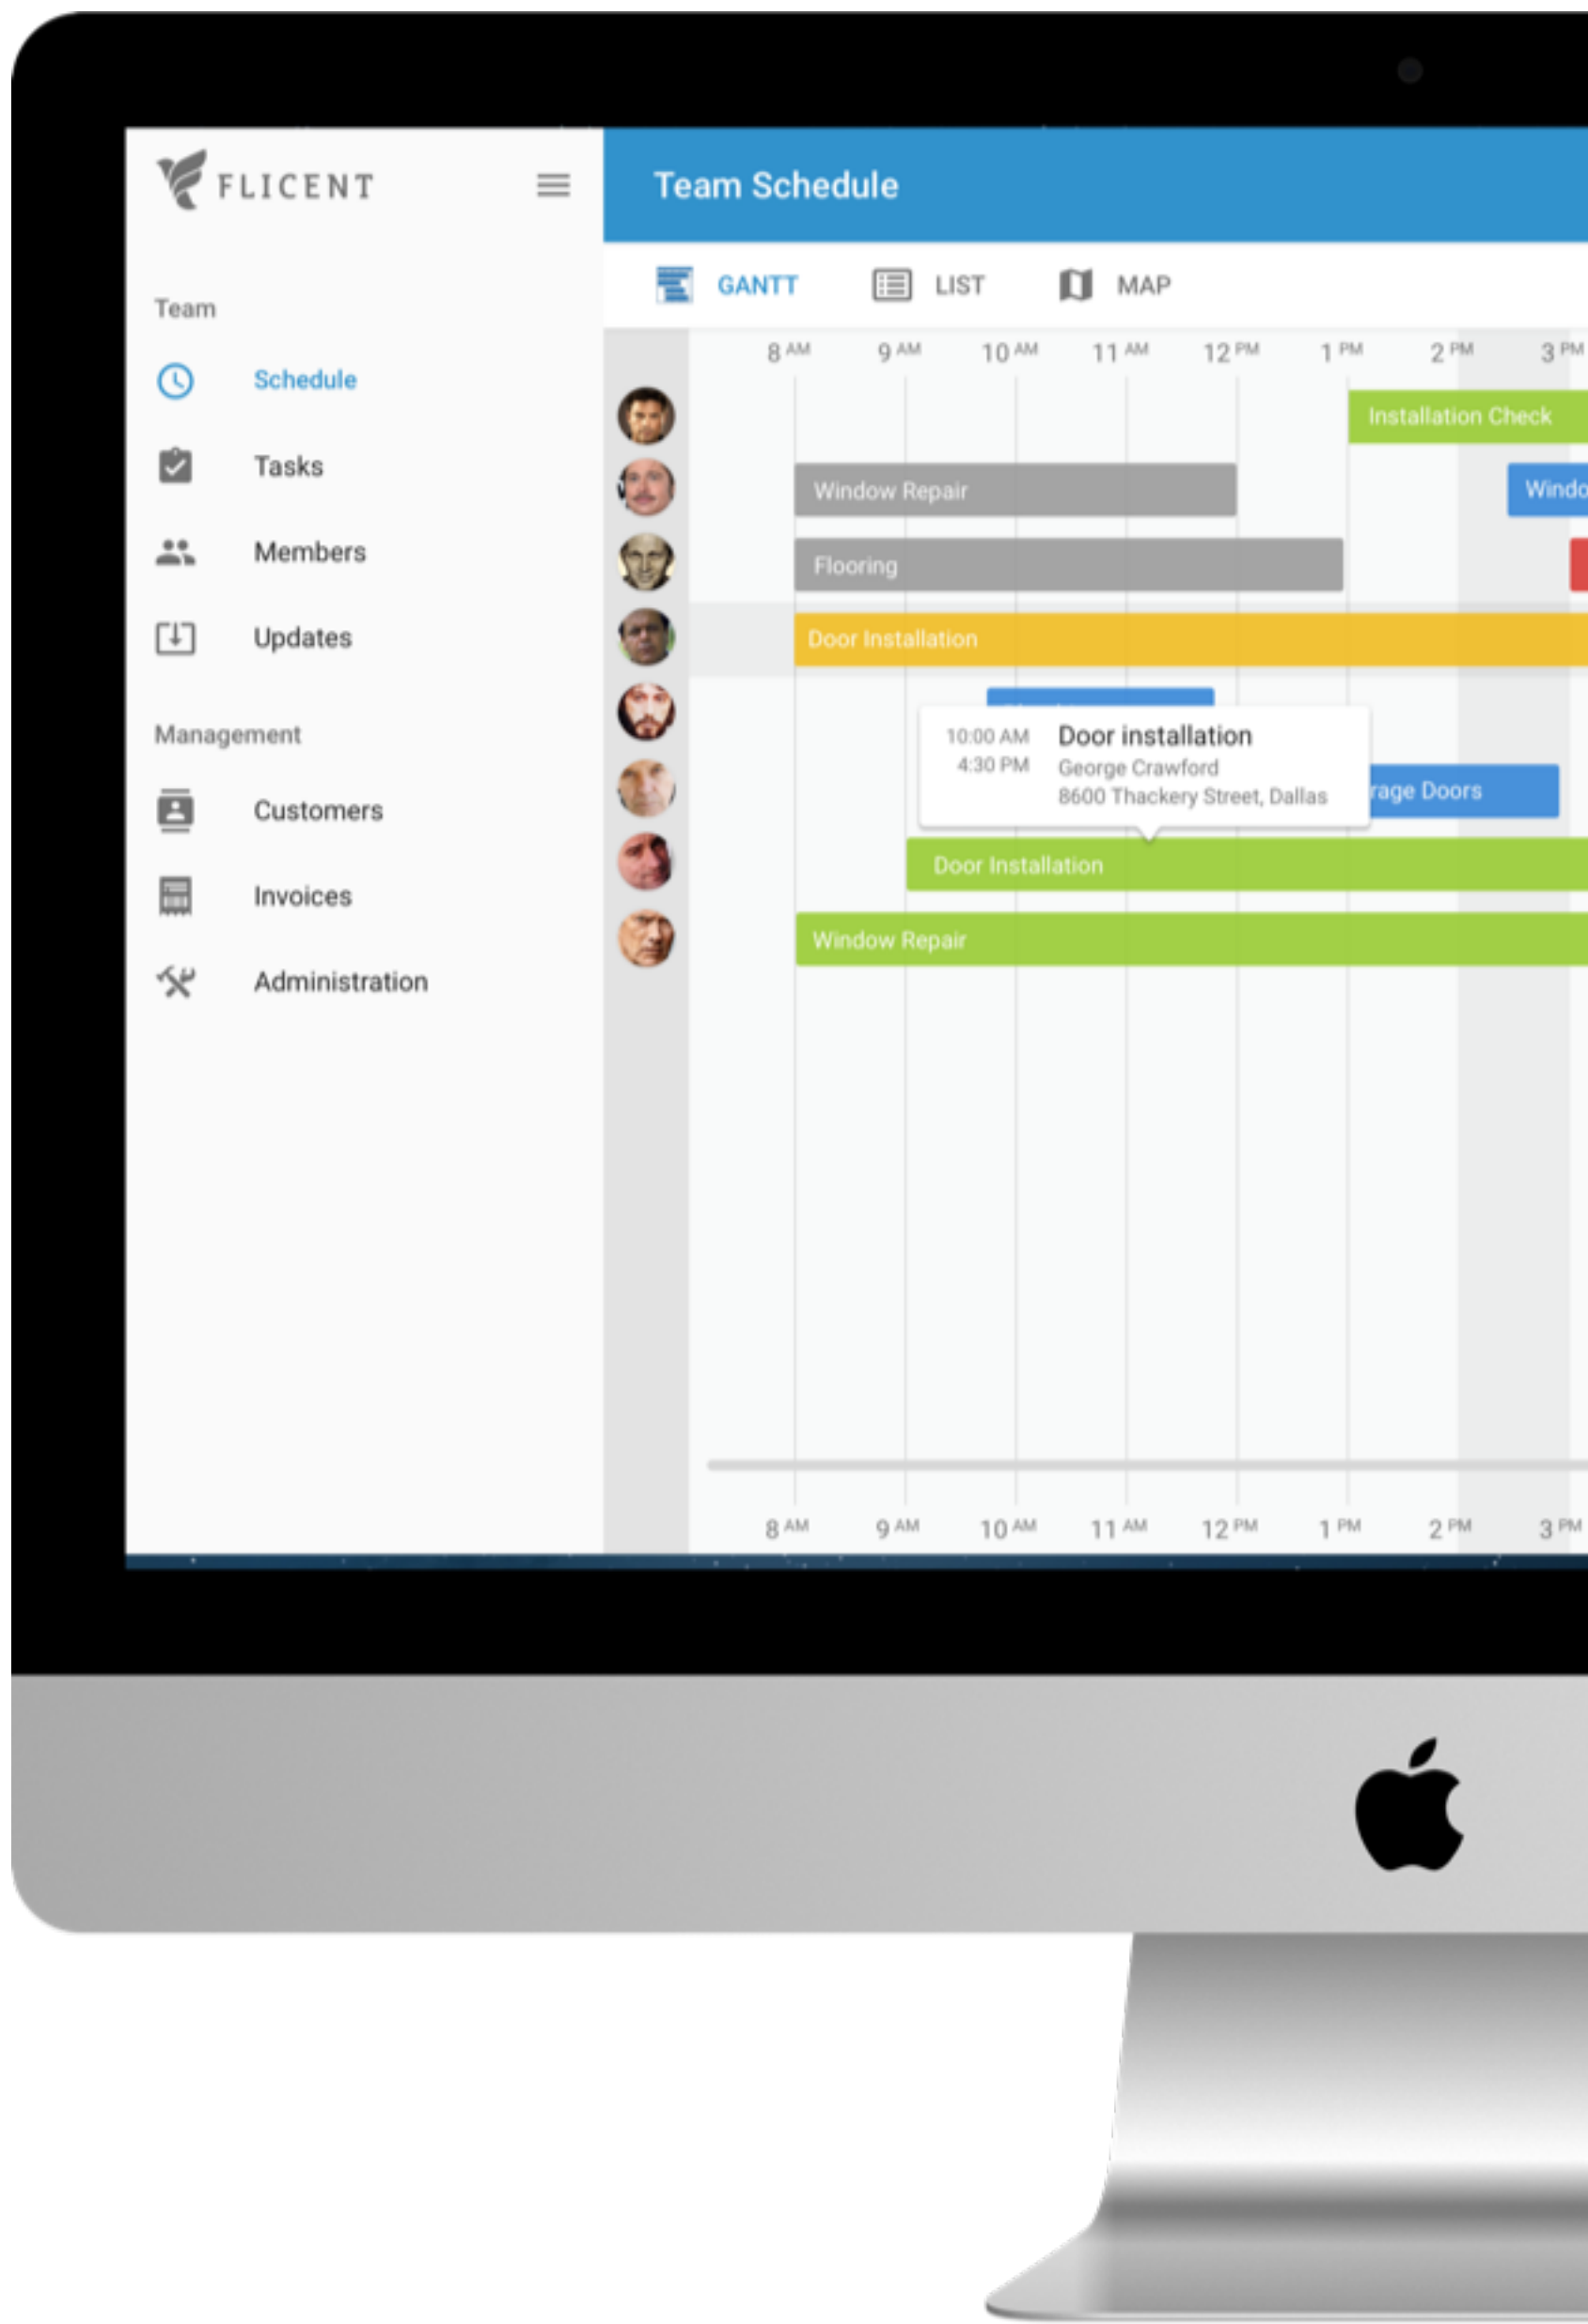 FLICENT
Team
Schedule
Tasks
Members
Updates
Management
Customers
Invoices
Administration
Team Schedule
GANTT LIST MAP
8 AM 9 AM 10 AM 11 AM 12 PM 1 PM 2 PM 3 PM
Installation Check
Window Repair
Flooring
Door Installation
10:00 AM Door installation
4:30 PM George Crawford
8600 Thackery Street, Dallas
rage Doors
Door Installation
Window Repair
8 AM 9 AM 10 AM 11 AM 12 PM 1 PM 2 PM 3 PM